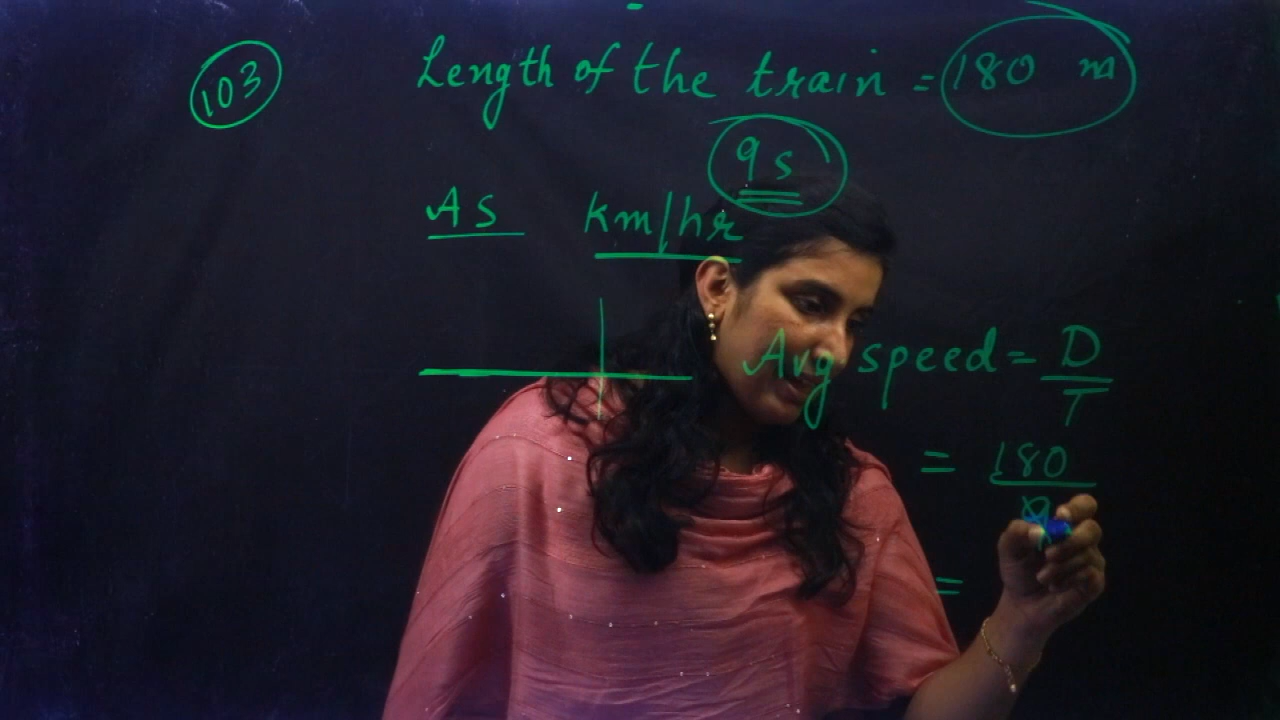 103
Length of the train = 180 m
9 s
AS km/hr
Avg speed = D/T
= 180/9
=